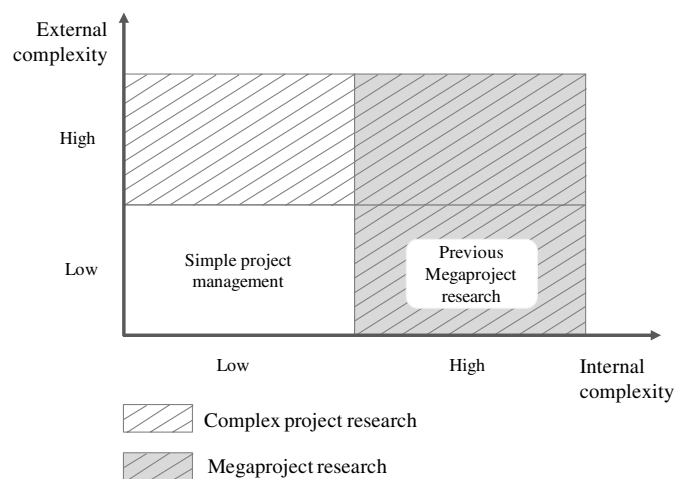 External
complexity
High
Low
Simple project
management
Previous
Megaproject
research
Low
High
Internal
complexity
Complex project research
Megaproject research